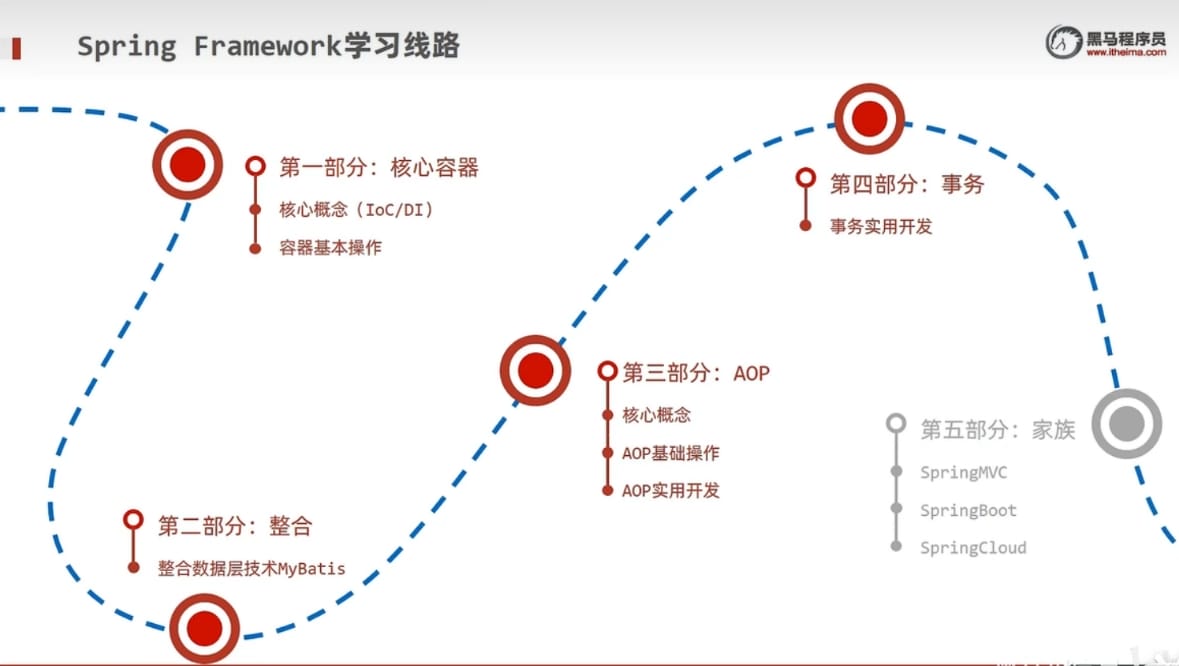 Spring Framework学习线路
黑马程序员
www.itheima.com
第一部分：核心容器
核心概念（IoC/DI）
容器基本操作
第二部分：整合
整合数据层技术MyBatis
第三部分：AOP
核心概念
AOP基础操作
AOP实用开发
第四部分：事务
事务实用开发
第五部分：家族
SpringMVC
SpringBoot
SpringCloud